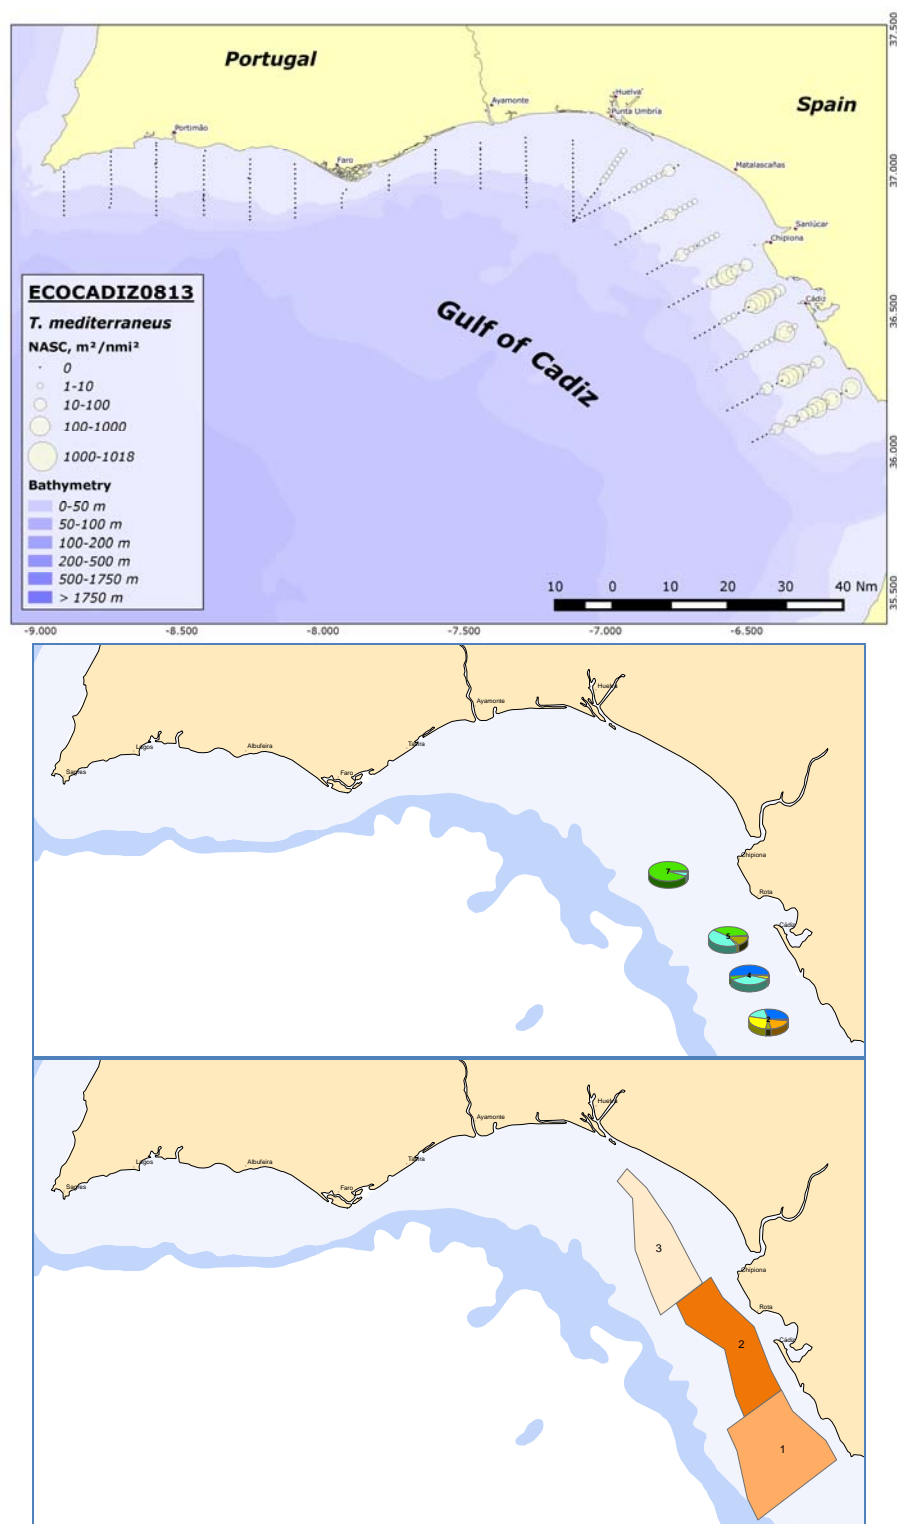 Portugal
Spain
Portimão
Faro
Ayamonte
Huelva
Punta Umbría
Matalascañas
Sanlúcar
Chipiona
Cádiz
Gulf of Cadiz
ECOCADIZ0813
T. mediterraneus
NASC, m²/nmi²
0
1-10
10-100
100-1000
1000-1018
Bathymetry
0-50 m
50-100 m
100-200 m
200-500 m
500-1750 m
> 1750 m
10 0 10 20 30 40 Nm
37.500
37.000
36.500
36.000
35.500
-9.000 -8.500 -8.000 -7.500 -7.000 -6.500
Huelva
Ayamonte
Tavira
Albufeira
Lagos
Sagres
Faro
Chipiona
Rota
Cádiz
7
5
4
2
Huelva
Ayamonte
Tavira
Albufeira
Lagos
Sagres
Faro
Chipiona
Rota
Cádiz
3
2
1